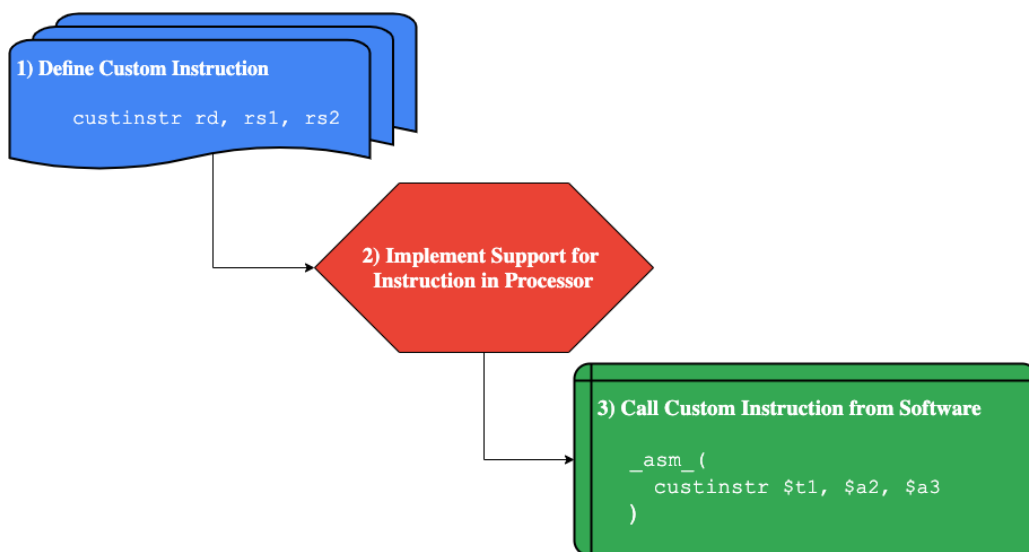 1) Define Custom Instruction
custinstr rd, rs1, rs2
2) Implement Support for
Instruction in Processor
3) Call Custom Instruction from Software
_asm_(
custinstr $t1, $a2, $a3
)